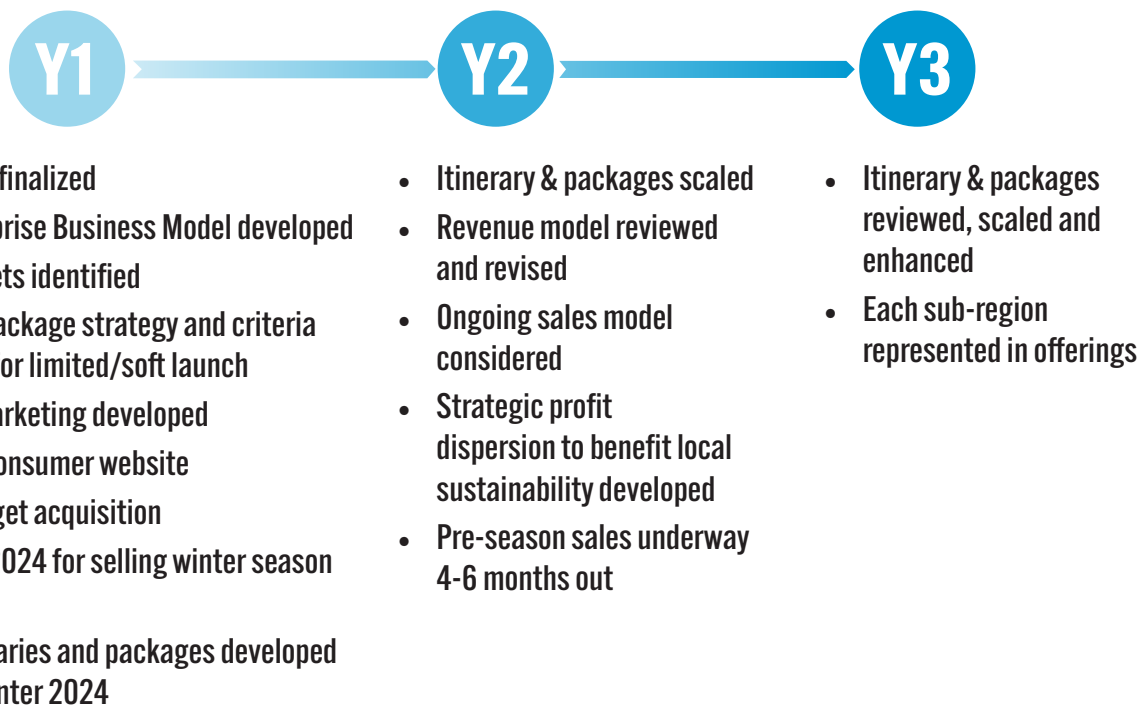 Y1
Y2
Y3
finalized
prise Business Model developed
ets identified
ackage strategy and criteria
or limited/soft launch
arketing developed
onsumer website
get acquisition
024 for selling winter season
aries and packages developed
nter 2024
• Itinerary & packages scaled
• Revenue model reviewed
and revised
• Ongoing sales model
considered
• Strategic profit
dispersion to benefit local
sustainability developed
• Pre-season sales underway
4-6 months out
• Itinerary & packages
reviewed, scaled and
enhanced
• Each sub-region
represented in offerings